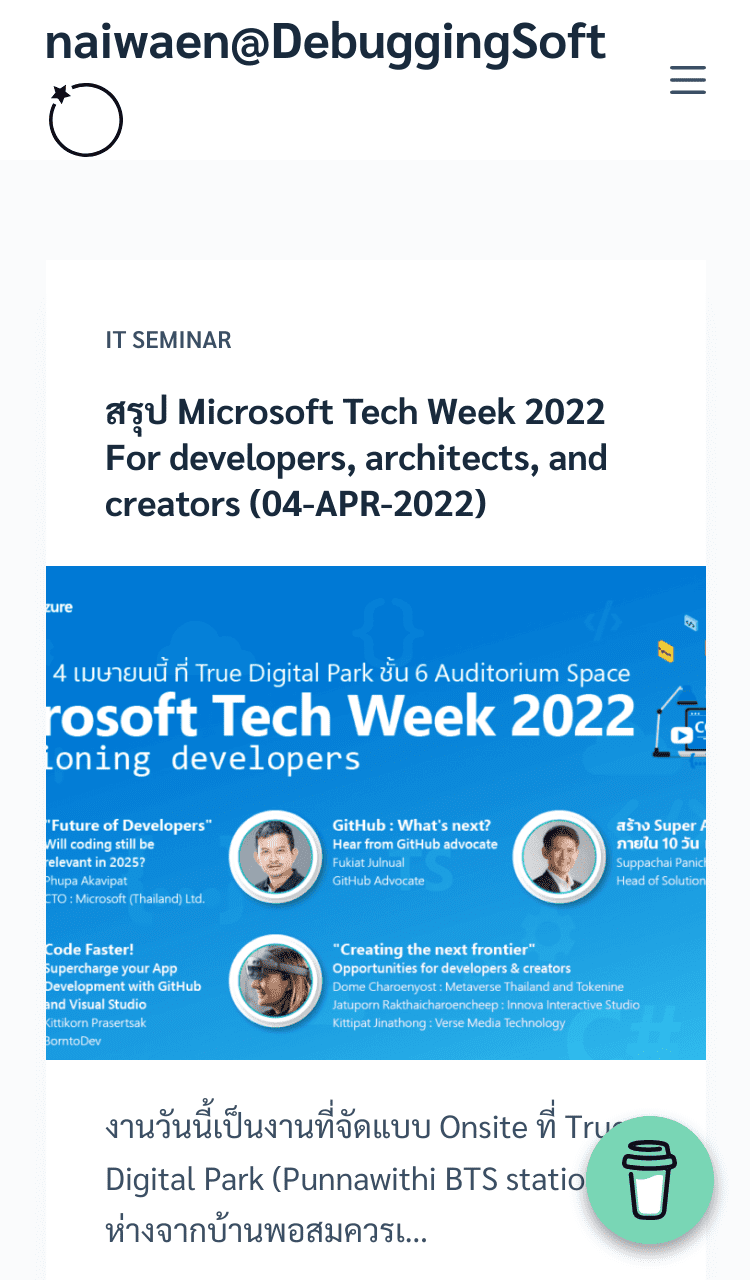 naiwaen@DebuggingSoft
IT SEMINAR
สรุป Microsoft Tech Week 2022
For developers, architects, and
creators (04-APR-2022)
zure
4 เมษายนนี้ ที่ True Digital Park ชั้น 6 Auditorium Space
rosoft Tech Week 2022
ioning developers
"Future of Developers"
Will coding still be
relevant in 2025?
Phupa Akavipat
CTO : Microsoft (Thailand) Ltd.
GitHub : What's next?
Hear from GitHub advocate
Fukiat Julnual
GitHub Advocate
สร้าง Super A
ภายใน 10 วัน
Suppachai Panich
Head of Solution
Code Faster!
Supercharge your App
Development with GitHub
and Visual Studio
Kittikorn Prasertsak
BorntoDev
"Creating the next frontier"
Opportunities for developers & creators
Dome Charoenyost : Metaverse Thailand and Tokenine
Jatuporn Rakthaicharoencheep : Innova Interactive Studio
Kittipat Jinathong : Verse Media Technology
C#
งานวันนี้เป็นงานที่จัดแบบ Onsite ที่ True
Digital Park (Punnawithi BTS statio
ห่างจากบ้านพอสมควรเ...